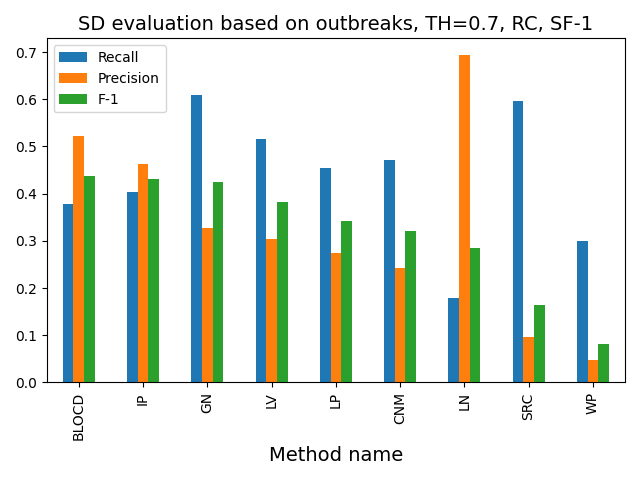 SD evaluation based on outbreaks, TH=0.7, RC, SF-1
Recall
Precision
F-1
0.7
0.6
0.5
0.4
0.3
0.2
0.1
0.0
BLOCD
IP
GN
LV
LP
CNM
LN
SRC
WP
Method name